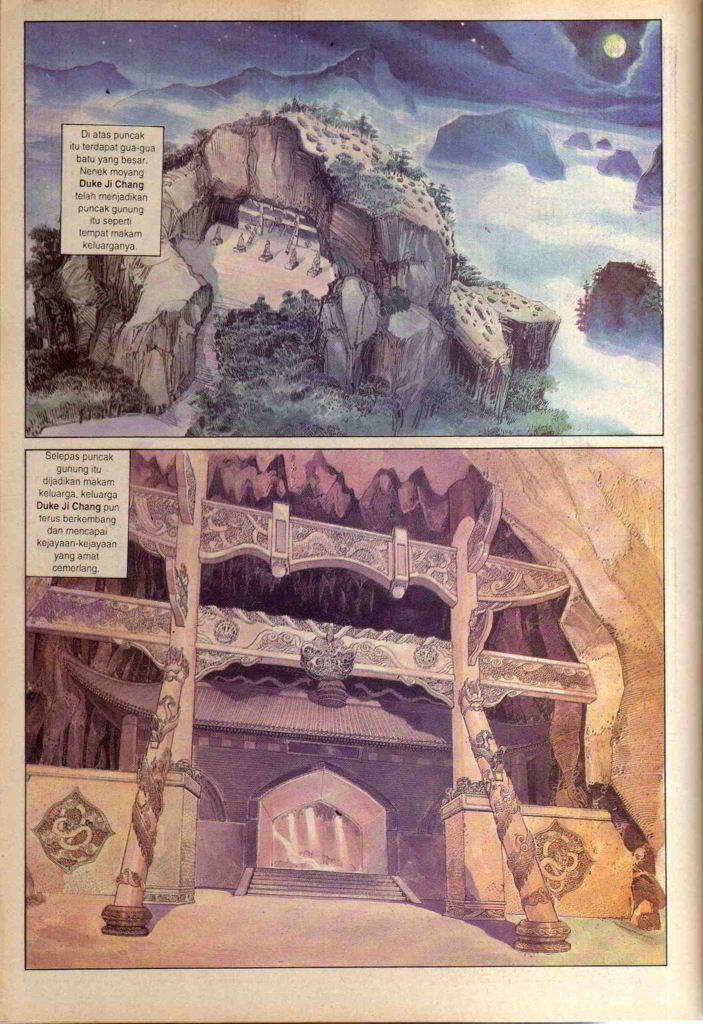 Di atas puncak
itu terdapat gua-gua
batu yang besar.
Nenek moyang
Duke Ji Chang
telah menjadikan
puncak gunung
itu seperti
tempat makam
keluarganya.
Selepas puncak
gunung itu
dijadikan makam
keluarga, keluarga
Duke Ji Chang pun
terus berkembang
dan mencapai
kejayaan-kejayaan
yang amat
cemerlang.